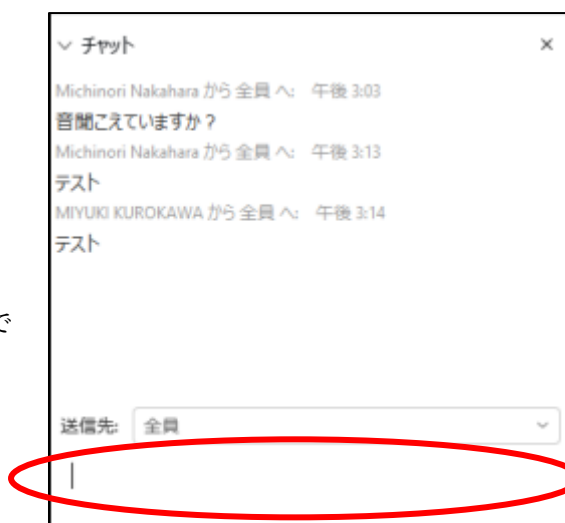 チャット ×
Michinori Nakahara から 全員 へ: 午後 3:03
音聞こえていますか？
Michinori Nakahara から 全員 へ: 午後 3:13
テスト
MIYUKI KUROKAWA から 全員 へ: 午後 3:14
テスト
で
送信先: 全員